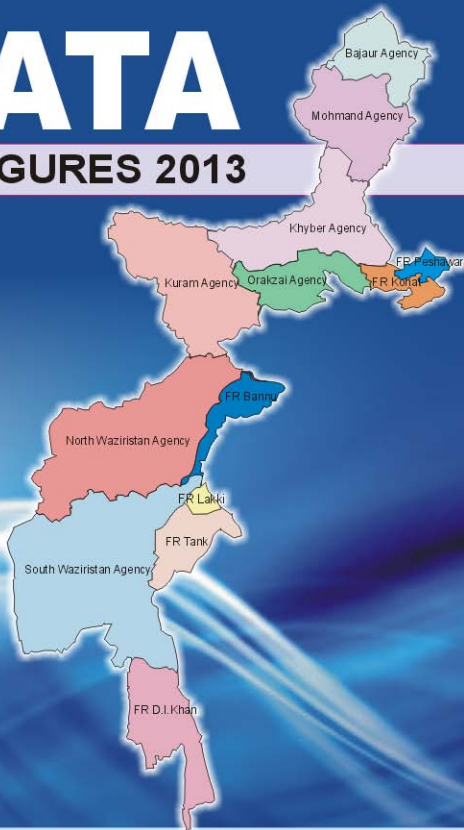 ATA
GURES 2013
Bajaur Agency
Mohmand Agency
Khyber Agency
FR Peshawar
Kuram Agency
Orakzai Agency
FR Kohat
FR Bannu
North Waziristan Agency
FR Lakki
FR Tank
South Waziristan Agency
FR D.I.Khan